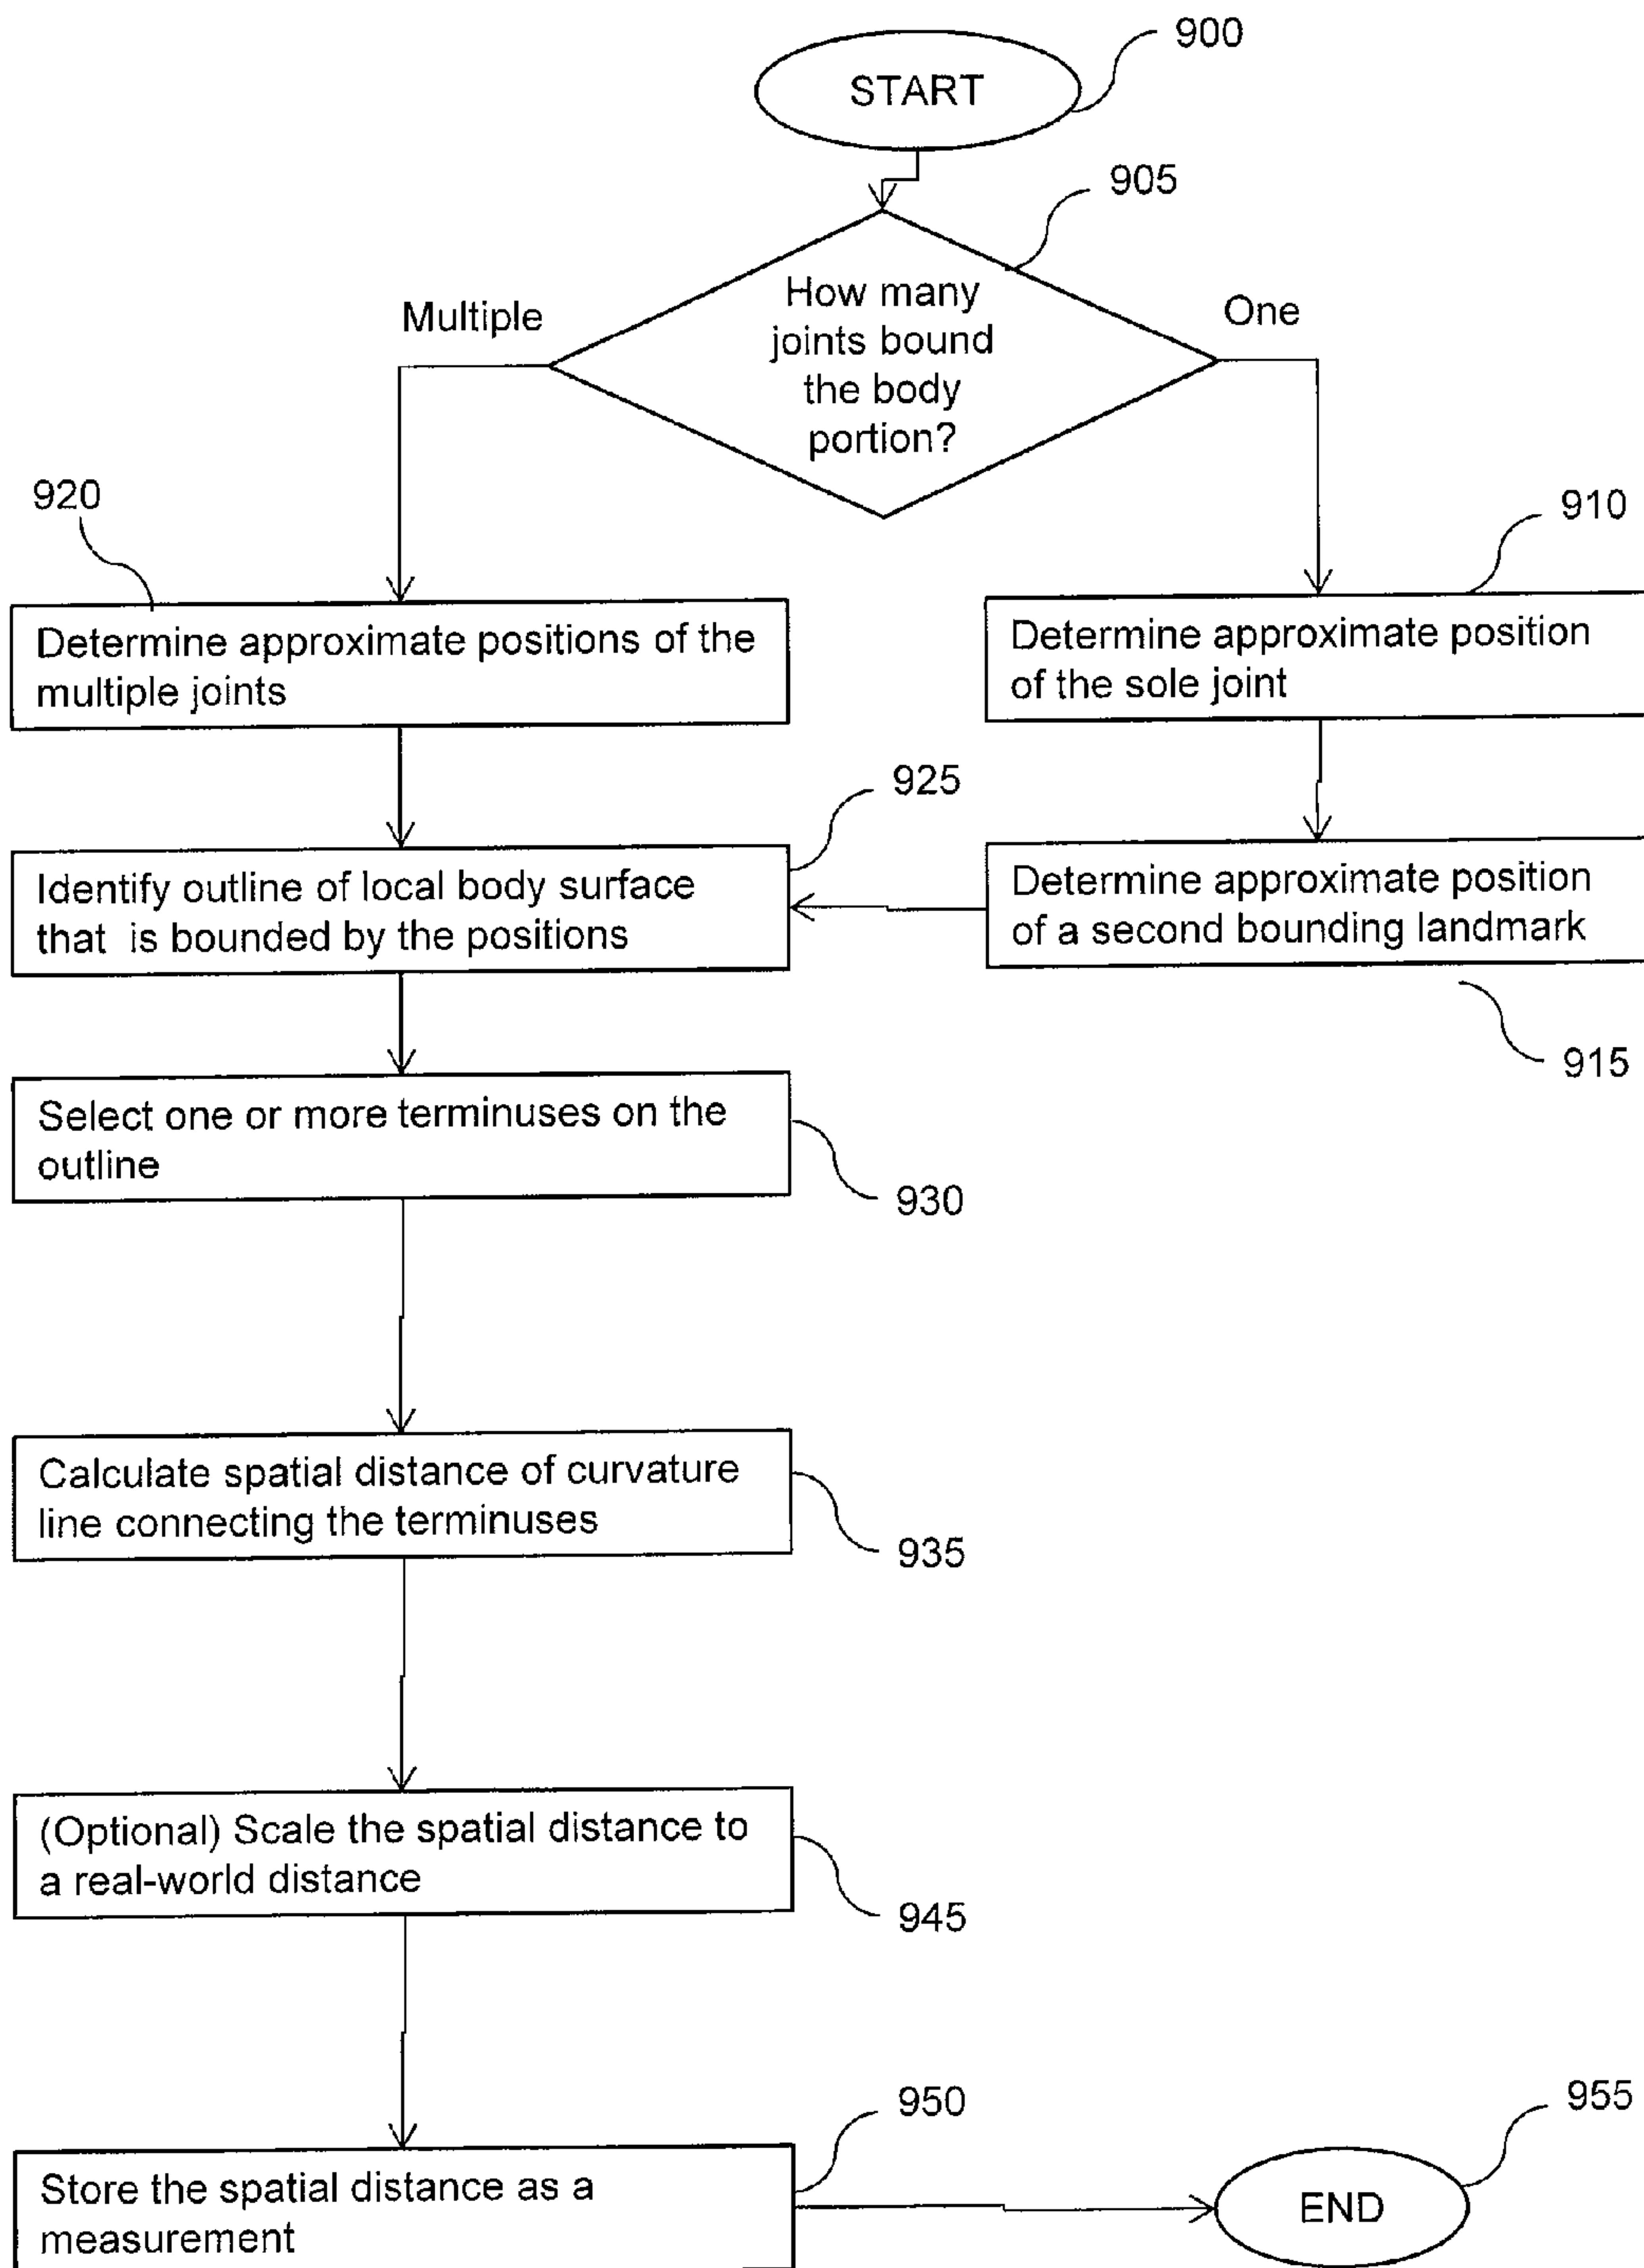 900
START
905
How many
joints bound
the body
portion?
Multiple
One
920
910
Determine approximate positions of the
multiple joints
Determine approximate position
of the sole joint
925
Identify outline of local body surface
that is bounded by the positions
Determine approximate position
of a second bounding landmark
915
Select one or more terminuses on the
outline
930
Calculate spatial distance of curvature
line connecting the terminuses
935
(Optional) Scale the spatial distance to
a real-world distance
945
950
955
Store the spatial distance as a
measurement
END